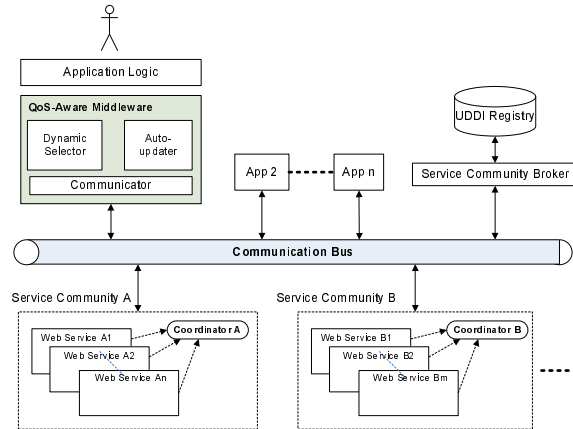 Application Logic
QoS-Aware Middleware
Dynamic
Selector
Auto-
updater
Communicator
App 2
App n
UDDI Registry
Service Community Broker
Communication Bus
Service Community A
Service Community B
Web Service A1
Coordinator A
Web Service A2
Web Service An
Web Service B1
Coordinator B
Web Service B2
Web Service Bm